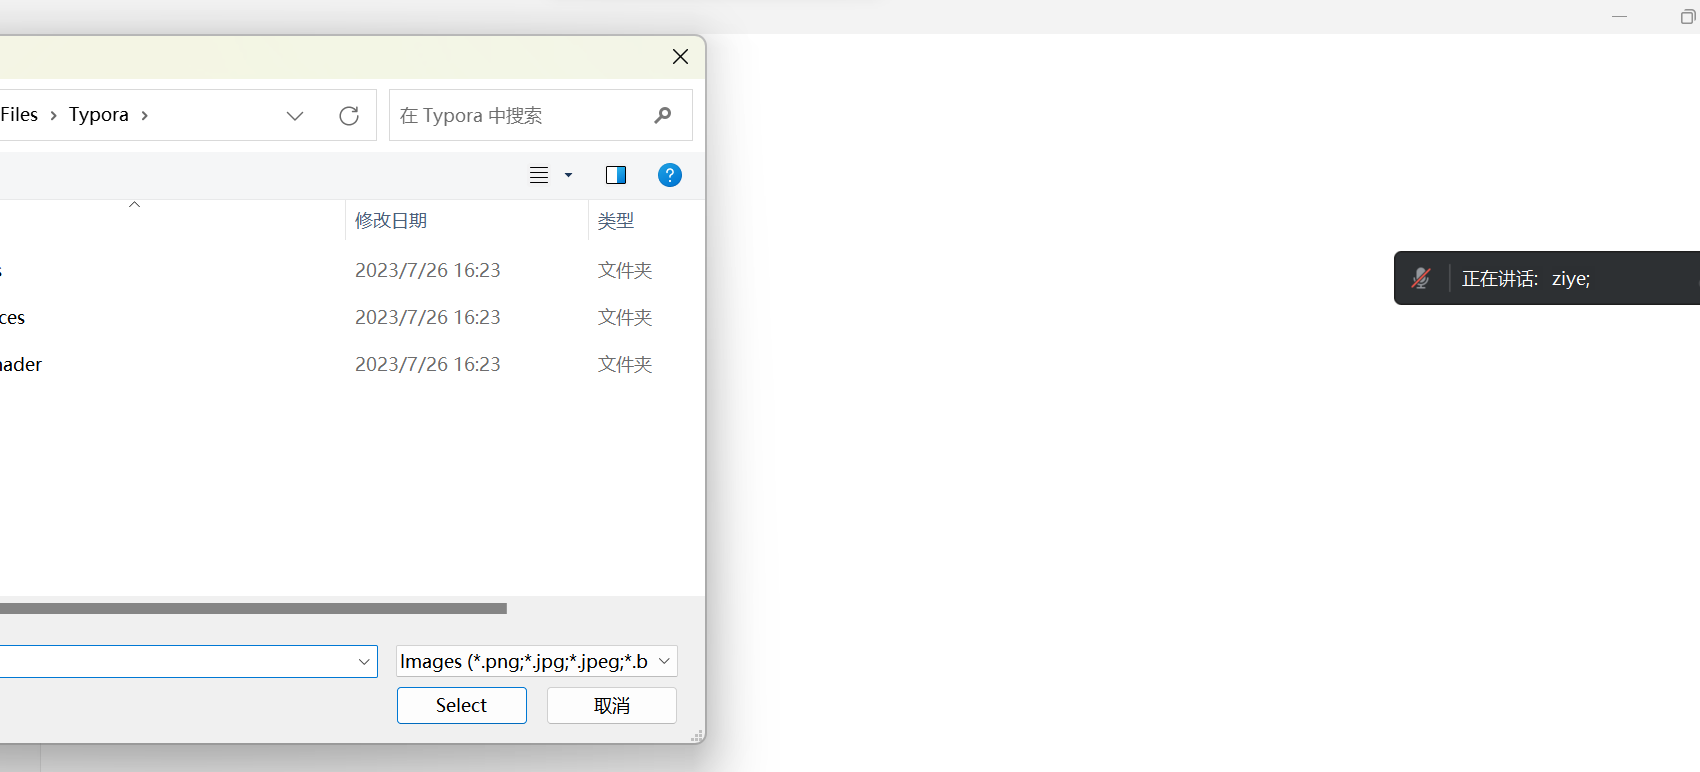 Files > Typora >
在 Typora 中搜索
?
修改日期 类型
s 2023/7/26 16:23 文件夹
ces 2023/7/26 16:23 文件夹
ader 2023/7/26 16:23 文件夹
正在讲话: ziye;
Images (*.png;*.jpg;*.jpeg;*.b
Select 取消